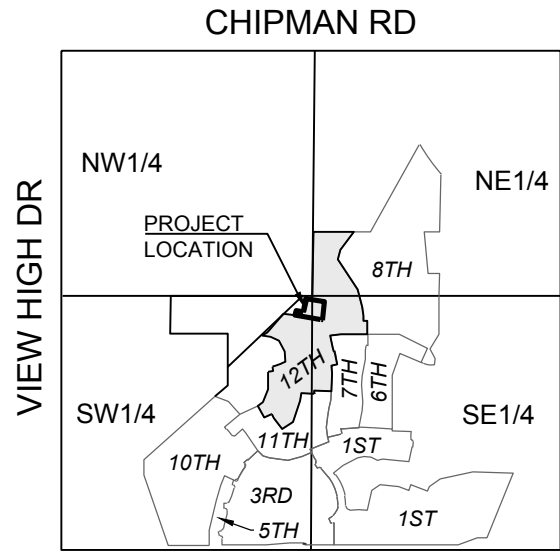 CHIPMAN RD
VIEW HIGH DR
NW1/4
NE1/4
PROJECT
LOCATION
8TH
12TH
7TH
6TH
SW1/4
SE1/4
11TH
1ST
10TH
3RD
1ST
5TH